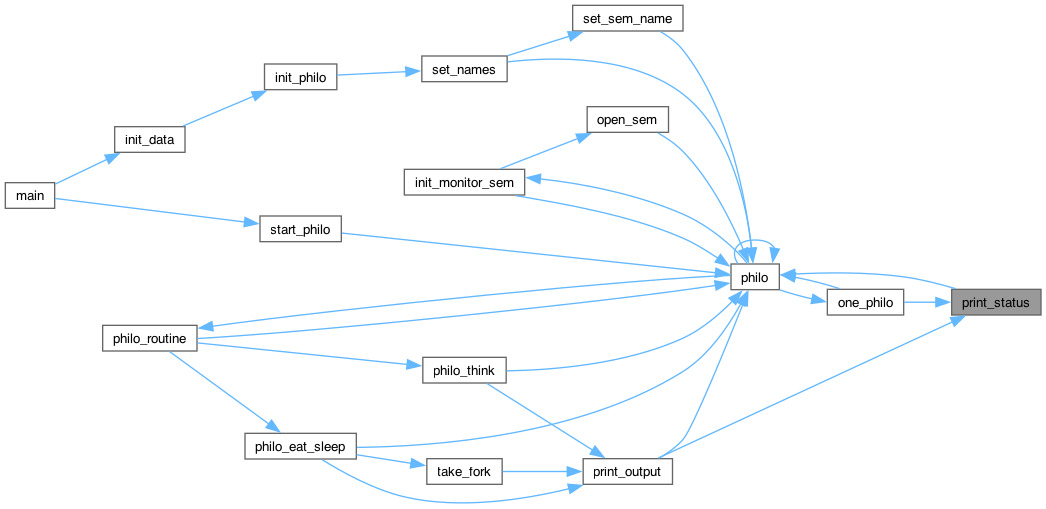 set_sem_name
set_names
init_philo
open_sem
init_data
init_monitor_sem
main
start_philo
philo
print_status
one_philo
philo_routine
philo_think
philo_eat_sleep
take_fork
print_output